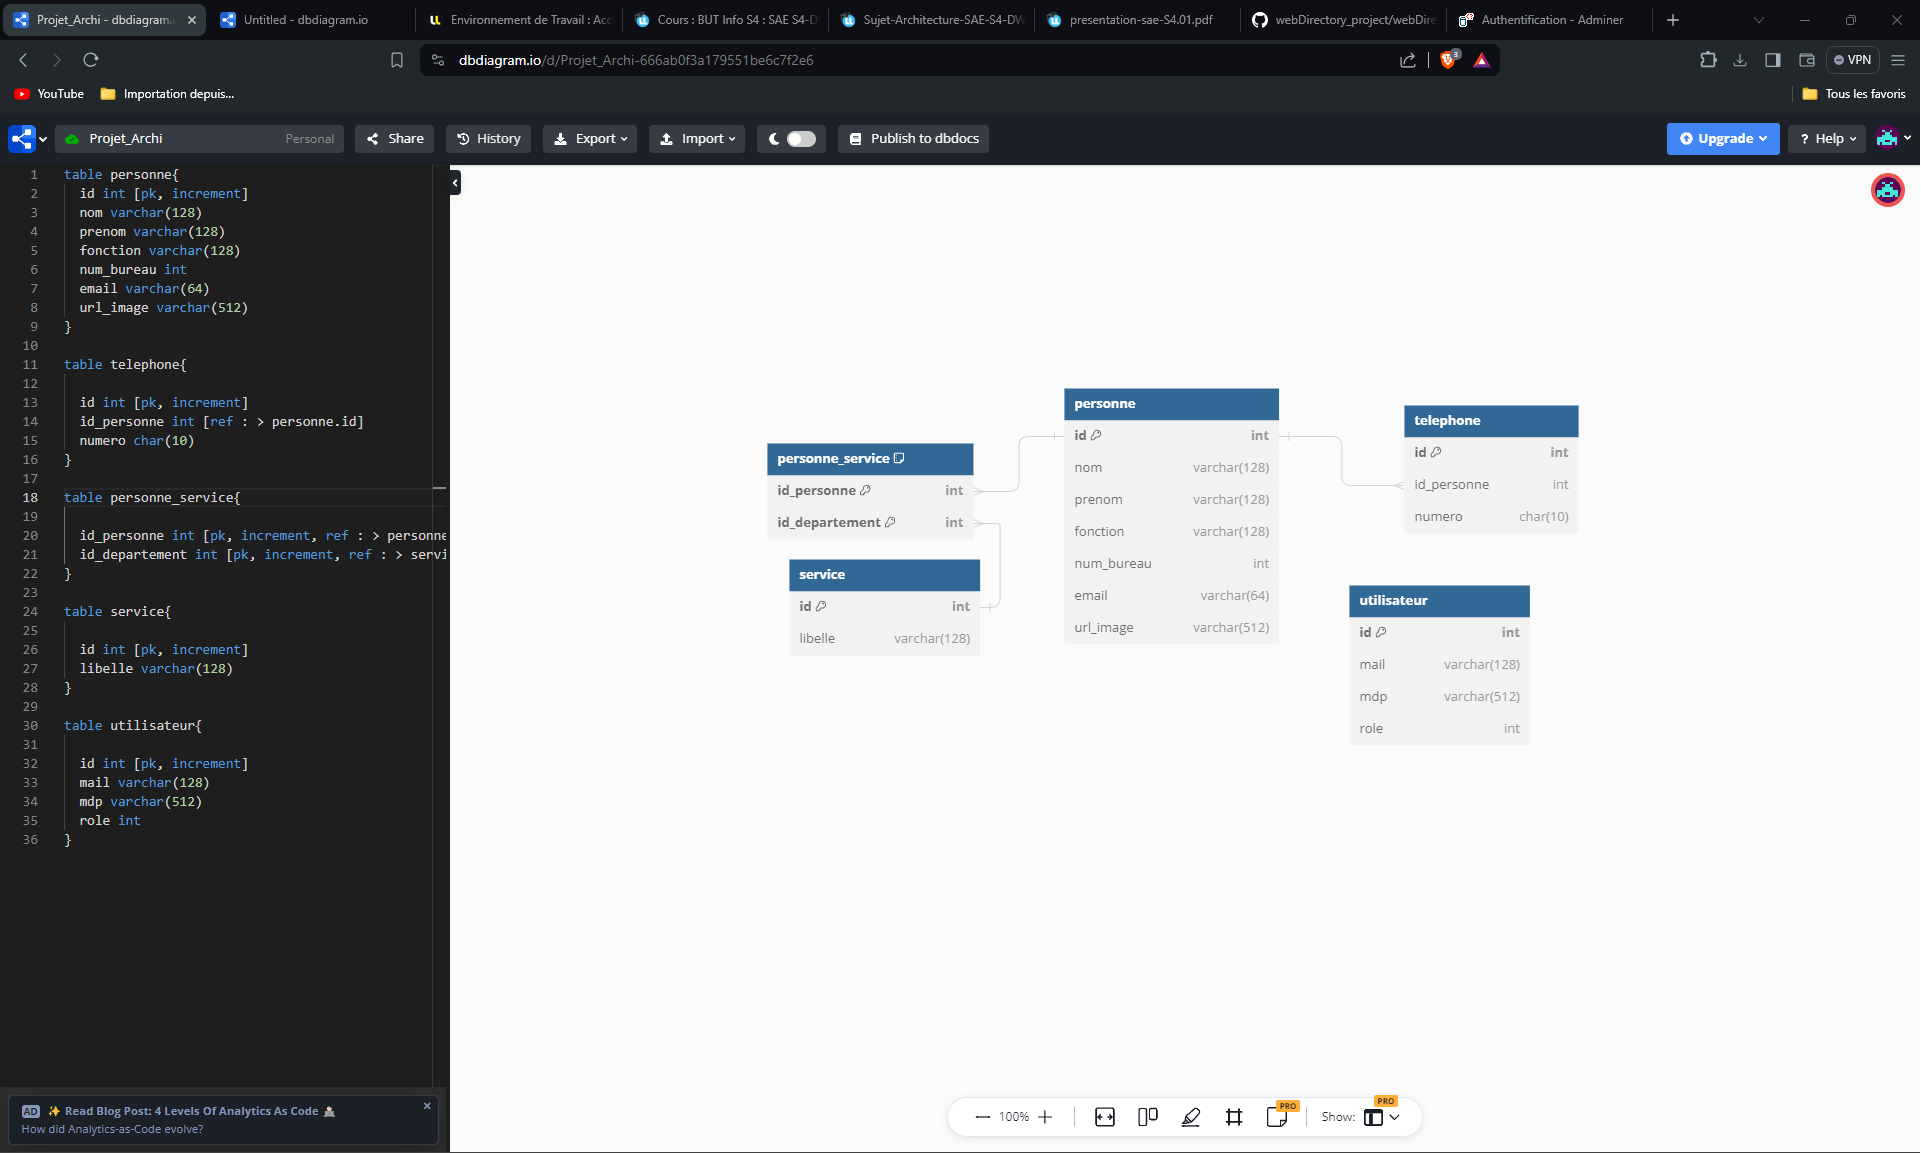 Projet_Archi - dbdiagram.
Untitled - dbdiagram.io
Environnement de Travail : Acc
Cours : BUT Info S4 : SAE S4-D
Sujet-Architecture-SAE-S4-DW
presentation-sae-S4.01.pdf
webDirectory_project/webDire
Authentification - Adminer
dbdiagram.io/d/Projet_Archi-666ab0f3a179551be6c7f2e6
3
VPN
YouTube
Importation depuis...
Tous les favoris
Projet_Archi
Personal
Share
History
Export
Import
Publish to dbdocs
Upgrade
? Help
1 table personne{
2 id int [pk, increment]
3 nom varchar(128)
4 prenom varchar(128)
5 fonction varchar(128)
6 num_bureau int
7 email varchar(64)
8 url_image varchar(512)
9 }
10
11 table telephone{
12
13 id int [pk, increment]
14 id_personne int [ref : > personne.id]
15 numero char(10)
16 }
17
18 table personne_service{
19
20 id_personne int [pk, increment, ref : > personne
21 id_departement int [pk, increment, ref : > servi
22 }
23
24 table service{
25
26 id int [pk, increment]
27 libelle varchar(128)
28 }
29
30 table utilisateur{
31
32 id int [pk, increment]
33 mail varchar(128)
34 mdp varchar(512)
35 role int
36 }
personne_service
id_personne int
id_departement int
service
id int
libelle varchar(128)
personne
id int
nom varchar(128)
prenom varchar(128)
fonction varchar(128)
num_bureau int
email varchar(64)
url_image varchar(512)
telephone
id int
id_personne int
numero char(10)
utilisateur
id int
mail varchar(128)
mdp varchar(512)
role int
AD ✨ Read Blog Post: 4 Levels Of Analytics As Code
How did Analytics-as-Code evolve?
100%
PRO
Show:
PRO